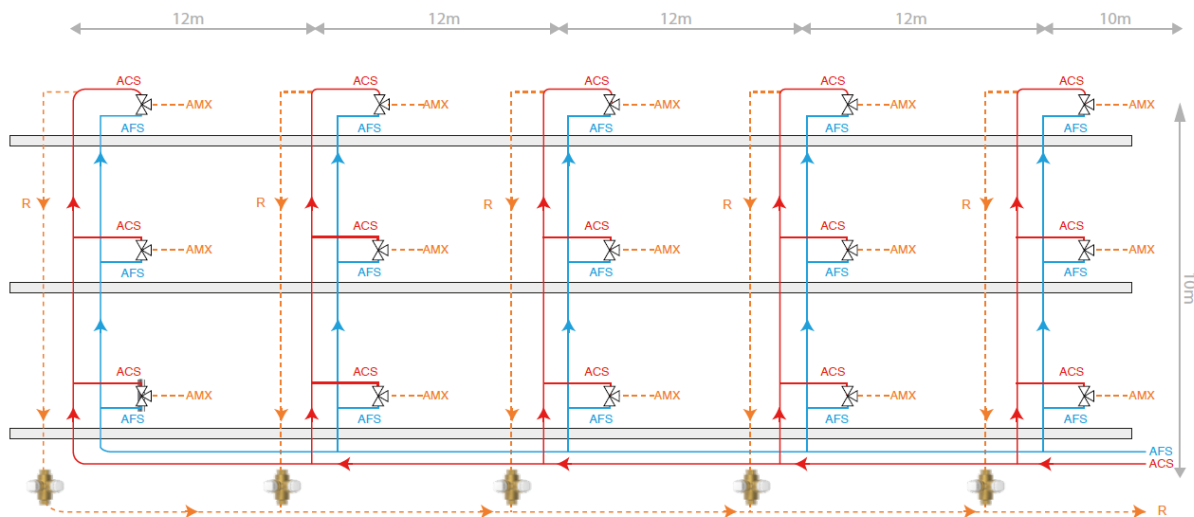 12m 12m 12m 12m 10m
ACS ACS ACS ACS ACS
AMX AMX AMX AMX AMX
AFS AFS AFS AFS AFS
R R R R R
ACS ACS ACS ACS ACS
AMX AMX AMX AMX AMX
AFS AFS AFS AFS AFS
10m
ACS ACS ACS ACS ACS
AMX AMX AMX AMX AMX
AFS AFS AFS AFS AFS
AFS
ACS
R